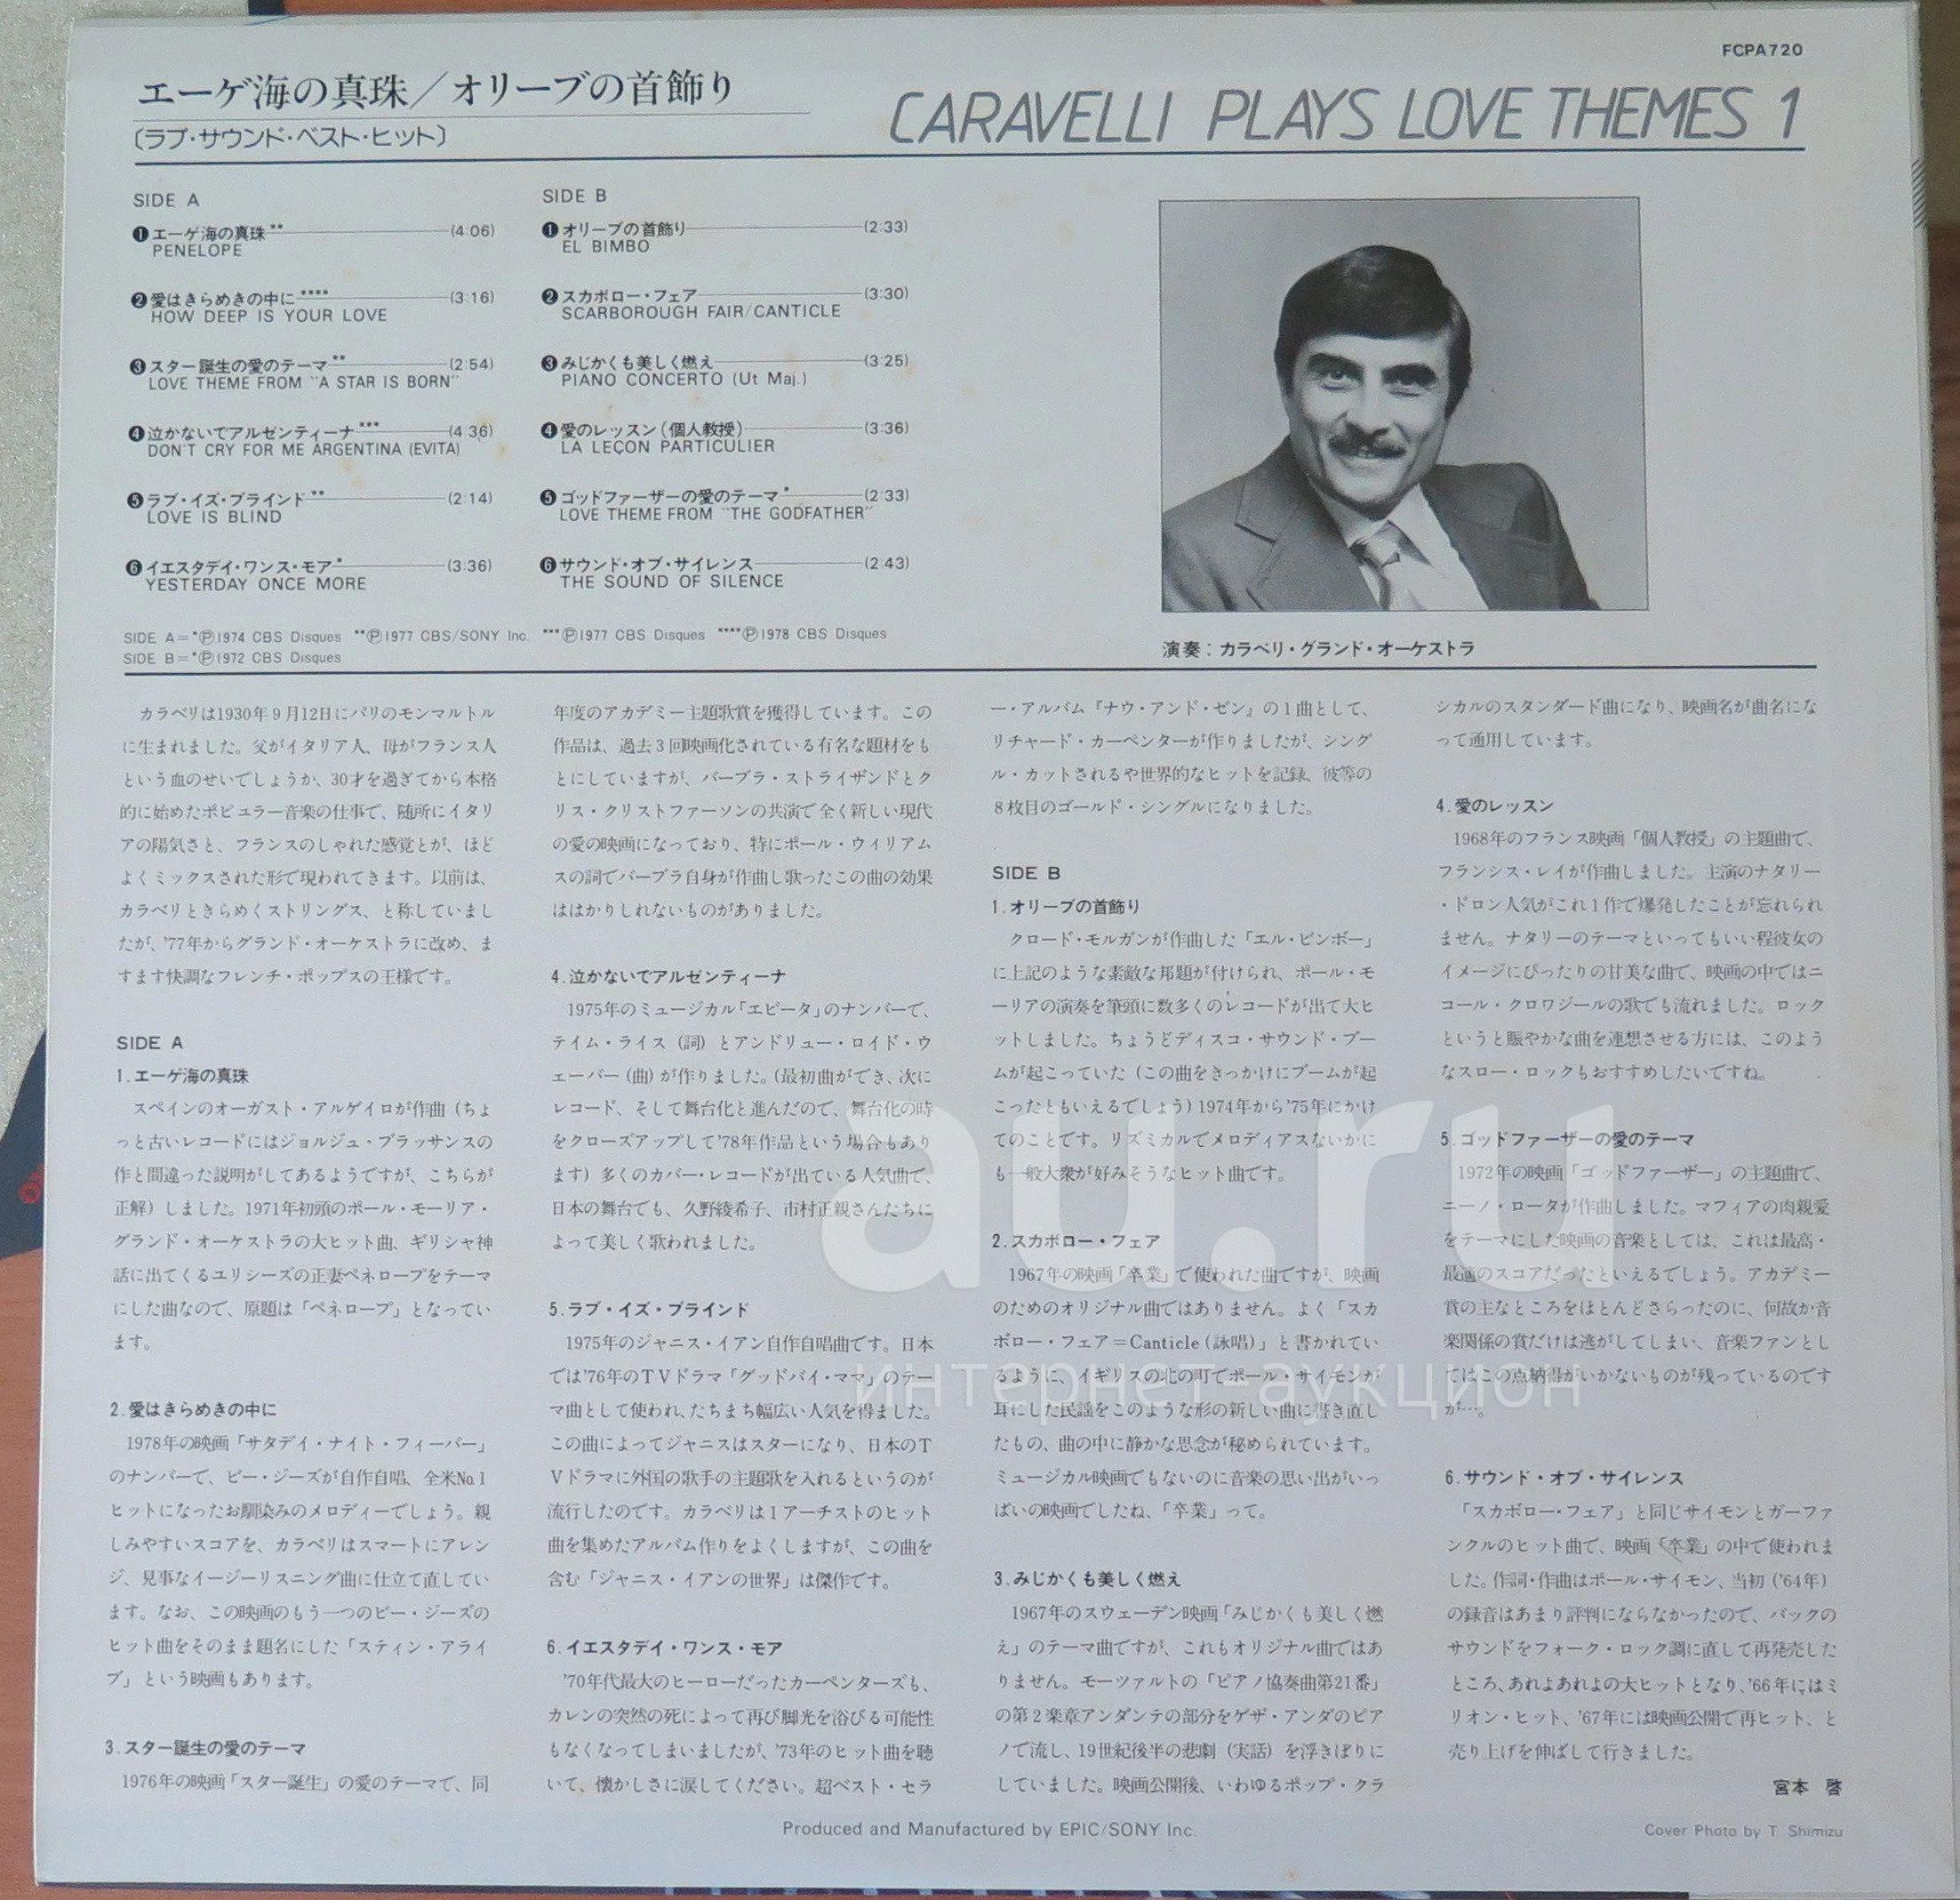 FCPA720
エーゲ海の真珠／オリーブの首飾り
〔ラブ・サウンド・ベスト・ヒット〕
CARAVELLI PLAYS LOVE THEMES 1
SIDE A
❶エーゲ海の真珠** (4:06)
PENELOPE
❷愛はきらめきの中に**** (3:16)
HOW DEEP IS YOUR LOVE
❸スター誕生の愛のテーマ** (2:54)
LOVE THEME FROM "A STAR IS BORN"
❹泣かないでアルゼンティーナ*** (4:36)
DON'T CRY FOR ME ARGENTINA (EVITA)
❺ラブ・イズ・ブラインド** (2:14)
LOVE IS BLIND
❻イエスタデイ・ワンス・モア* (3:36)
YESTERDAY ONCE MORE
SIDE B
❶オリーブの首飾り (2:33)
EL BIMBO
❷スカボロー・フェア (3:30)
SCARBOROUGH FAIR/CANTICLE
❸みじかくも美しく燃え (3:25)
PIANO CONCERTO (Ut Maj.)
❹愛のレッスン(個人教授) (3:36)
LA LEÇON PARTICULIER
❺ゴッドファーザーの愛のテーマ* (2:33)
LOVE THEME FROM "THE GODFATHER"
❻サウンド・オブ・サイレンス (2:43)
THE SOUND OF SILENCE
SIDE A=*Ⓟ1974 CBS Disques **Ⓟ1977 CBS/SONY Inc. ***Ⓟ1977 CBS Disques ****Ⓟ1978 CBS Disques
SIDE B=*Ⓟ1972 CBS Disques
演奏：カラベリ・グランド・オーケストラ
カラベリは1930年9月12日にパリのモンマルトル
に生まれました。父がイタリア人、母がフランス人
という血のせいでしょうか、30才を過ぎてから本格
的に始めたポピュラー音楽の仕事で、随所にイタリ
アの陽気さと、フランスのしゃれた感覚とが、ほど
よくミックスされた形で現われてきます。以前は、
カラベリときらめくストリングス、と称していまし
たが、'77年からグランド・オーケストラに改め、ま
すます快調なフレンチ・ポップスの王様です。
SIDE A
1.エーゲ海の真珠
スペインのオーガスト・アルゲイロが作曲（ちょ
っと古いレコードにはジョルジュ・ブラッサンスの
作と間違った説明がしてあるようですが、こちらが
正解）しました。1971年初頭のポール・モーリア・
グランド・オーケストラの大ヒット曲、ギリシャ神
話に出てくるユリシーズの正妻ペネロープをテーマ
にした曲なので、原題は「ペネロープ」となってい
ます。
2.愛はきらめきの中に
1978年の映画「サタデイ・ナイト・フィーバー」
のナンバーで、ビー・ジーズが自作自唱、全米No.1
ヒットになったお馴染みのメロディーでしょう。親
しみやすいスコアを、カラベリはスマートにアレン
ジ、見事なイージーリスニング曲に仕立て直してい
ます。なお、この映画のもう一つのビー・ジーズの
ヒット曲をそのまま題名にした「スティン・アライ
ブ」という映画もあります。
3.スター誕生の愛のテーマ
1976年の映画「スター誕生」の愛のテーマで、同
年度のアカデミー主題歌賞を獲得しています。この
作品は、過去3回映画化されている有名な題材をも
とにしていますが、バーブラ・ストライザンドとク
リス・クリストファーソンの共演で全く新しい現代
の愛の映画になっており、特にポール・ウィリアム
スの詞でバーブラ自身が作曲し歌ったこの曲の効果
ははかりしれないものがありました。
4.泣かないでアルゼンティーナ
1975年のミュージカル「エビータ」のナンバーで、
テイム・ライス（詞）とアンドリュー・ロイド・ウ
ェーバー（曲）が作りました。（最初曲ができ、次に
レコード、そして舞台化と進んだので、舞台化の時
をクローズアップして'78年作品という場合もあり
ます）多くのカバー・レコードが出ている人気曲で、
日本の舞台でも、久野綾希子、市村正親さんたちに
よって美しく歌われました。
5.ラブ・イズ・ブラインド
1975年のジャニス・イアン自作自唱曲です。日本
では'76年のTVドラマ「グッドバイ・ママ」のテー
マ曲として使われ、たちまち幅広い人気を得ました。
この曲によってジャニスはスターになり、日本のT
Vドラマに外国の歌手の主題歌を入れるというのが
流行したのです。カラベリは1アーチストのヒット
曲を集めたアルバム作りをよくしますが、この曲を
含む「ジャニス・イアンの世界」は傑作です。
6.イエスタデイ・ワンス・モア
'70年代最大のヒーローだったカーペンターズも、
カレンの突然の死によって再び脚光を浴びる可能性
もなくなってしまいましたが、'73年のヒット曲を聴
いて、懐かしさに涙してください。超ベスト・セラ
ー・アルバム『ナウ・アンド・ゼン』の1曲として、
リチャード・カーペンターが作りましたが、シング
ル・カットされるや世界的なヒットを記録、彼等の
8枚目のゴールド・シングルになりました。
SIDE B
1.オリーブの首飾り
クロード・モルガンが作曲した「エル・ビンボー」
に上記のような素敵な邦題が付けられ、ポール・モ
ーリアの演奏を筆頭に数多くのレコードが出て大ヒ
ットしました。ちょうどディスコ・サウンド・ブー
ムが起こっていた（この曲をきっかけにブームが起
こったともいえるでしょう）1974年から'75年にかけ
てのことです。リズミカルでメロディアスないかに
も一般大衆が好みそうなヒット曲です。
2.スカボロー・フェア
1967年の映画「卒業」で使われた曲ですが、映画
のためのオリジナル曲ではありません。よく「スカ
ボロー・フェア＝Canticle（詠唱）」と書かれてい
るように、イギリスの北の町でポール・サイモンが
耳にした民謡をこのような形の新しい曲に書き直し
たもの、曲の中に静かな思念が秘められています。
ミュージカル映画でもないのに音楽の思い出がいっ
ぱいの映画でしたね、「卒業」って。
3.みじかくも美しく燃え
1967年のスウェーデン映画「みじかくも美しく燃
え」のテーマ曲ですが、これもオリジナル曲ではあ
りません。モーツァルトの「ピアノ協奏曲第21番」
の第2楽章アンダンテの部分をゲザ・アンダのピア
ノで流し、19世紀後半の悲劇（実話）を浮きぼりに
していました。映画公開後、いわゆるポップ・クラ
シカルのスタンダード曲になり、映画名が曲名にな
って通用しています。
4.愛のレッスン
1968年のフランス映画「個人教授」の主題曲で、
フランシス・レイが作曲しました。主演のナタリー
・ドロン人気がこれ1作で爆発したことが忘れられ
ません。ナタリーのテーマといってもいい程彼女の
イメージにぴったりの甘美な曲で、映画の中ではニ
コール・クロワジールの歌でも流れました。ロック
というと賑やかな曲を連想させる方には、このよう
なスロー・ロックもおすすめしたいですね。
5.ゴッドファーザーの愛のテーマ
1972年の映画「ゴッドファーザー」の主題曲で、
ニーノ・ロータが作曲しました。マフィアの肉親愛
をテーマにした映画の音楽としては、これは最高・
最適のスコアだったといえるでしょう。アカデミー
賞の主なところをほとんどさらったのに、何故か音
楽関係の賞だけは逃がしてしまい、音楽ファンとし
てはこの点納得がいかないものが残っているのです
が…。
6.サウンド・オブ・サイレンス
「スカボロー・フェア」と同じサイモンとガーファ
ンクルのヒット曲で、映画「卒業」の中で使われま
した。作詞・作曲はポール・サイモン、当初（'64年）
の録音はあまり評判にならなかったので、バックの
サウンドをフォーク・ロック調に直して再発売した
ところ、あれよあれよの大ヒットとなり、'66年にはミ
リオン・ヒット、'67年には映画公開で再ヒット、と
売り上げを伸ばして行きました。
宮本 啓
Produced and Manufactured by EPIC/SONY Inc.
Cover Photo by T. Shimizu
au.ru
интернет-аукцион